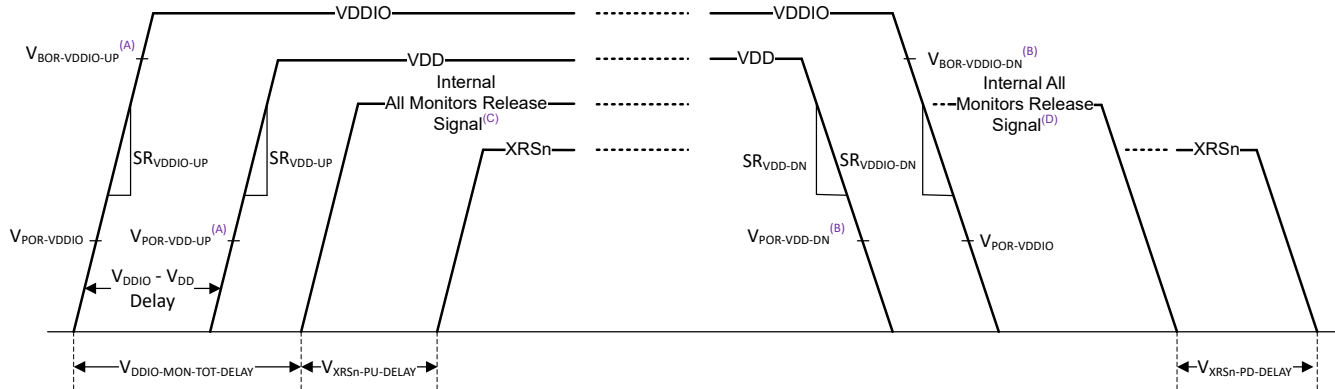 VDDIO
VDDIO
V_BOR-VDDIO-UP^(A)
V_BOR-VDDIO-DN^(B)
VDD
VDD
Internal
All Monitors Release
Signal^(C)
Internal All
Monitors Release
Signal^(D)
SR_VDDIO-UP
SR_VDD-UP
XRSn
SR_VDD-DN
SR_VDDIO-DN
XRSn
V_POR-VDDIO
V_POR-VDD-UP^(A)
V_POR-VDD-DN^(B)
V_POR-VDDIO
V_DDIO - V_DD
Delay
V_DDIO-MON-TOT-DELAY
V_XRSn-PU-DELAY
V_XRSn-PD-DELAY